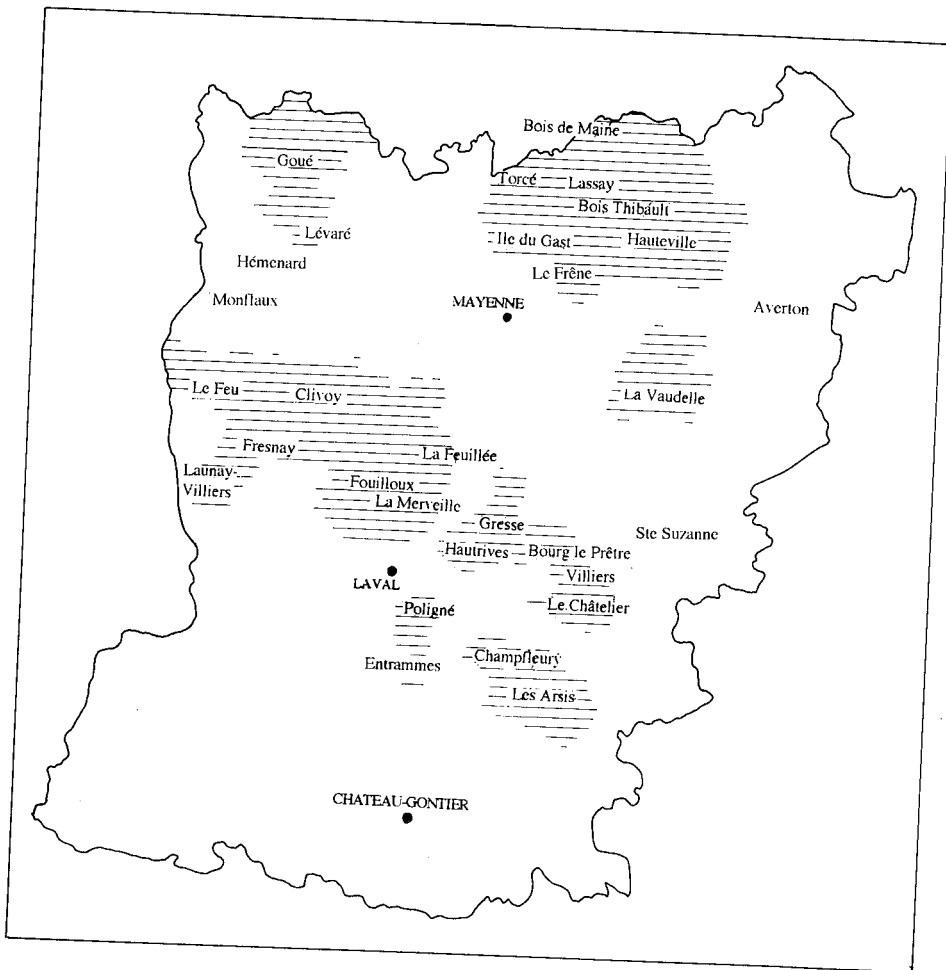 Bois de Maine
Goué
Torcé
Lassay
Bois Thibault
Lévaré
Ile du Gast
Hauteville
Hémenard
Le Frêne
Monflaux
MAYENNE
Averton
Le Feu
Clivoy
La Vaudelle
Fresnay
La Feuillée
Launay-
Villiers
Fouilloux
La Merveille
Gresse
Ste Suzanne
Hautrives
Bourg le Prêtre
Villiers
LAVAL
Poligné
Le Châtelier
Entrammes
Champfleury
Les Arsis
CHATEAU-GONTIER